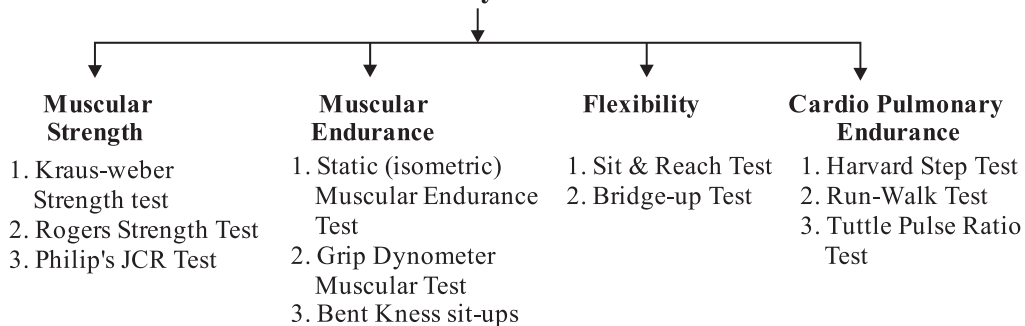 Muscular
Strength
1. Kraus-weber
Strength test
2. Rogers Strength Test
3. Philip's JCR Test
Muscular
Endurance
1. Static (isometric)
Muscular Endurance
Test
2. Grip Dynometer
Muscular Test
3. Bent Kness sit-ups
Flexibility
1. Sit & Reach Test
2. Bridge-up Test
Cardio Pulmonary
Endurance
1. Harvard Step Test
2. Run-Walk Test
3. Tuttle Pulse Ratio
Test